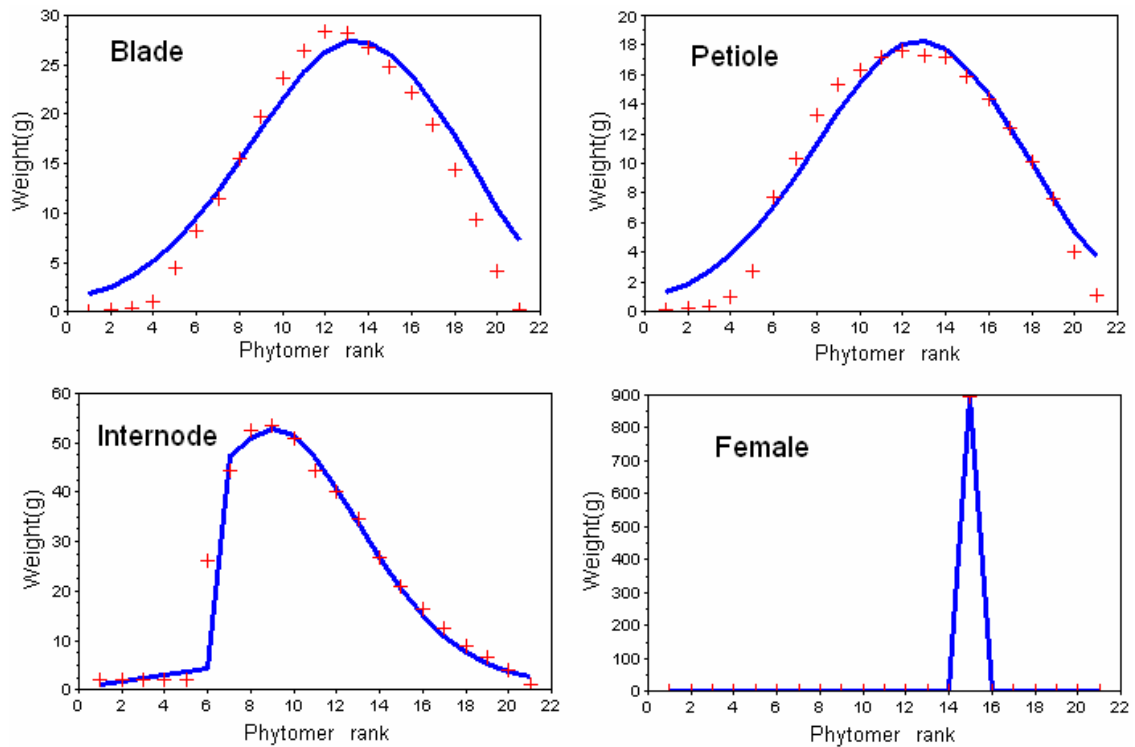 Blade
Weight(g)
30
25
20
15
10
5
0
0 2 4 6 8 10 12 14 16 18 20 22
Phytomer rank
Petiole
Weight(g)
20
18
16
14
12
10
8
6
4
2
0
0 2 4 6 8 10 12 14 16 18 20 22
Phytomer rank
Internode
Weight(g)
60
50
40
30
20
10
0
0 2 4 6 8 10 12 14 16 18 20 22
Phytomer rank
Female
Weight(g)
900
800
700
600
500
400
300
200
100
0
0 2 4 6 8 10 12 14 16 18 20 22
Phytomer rank